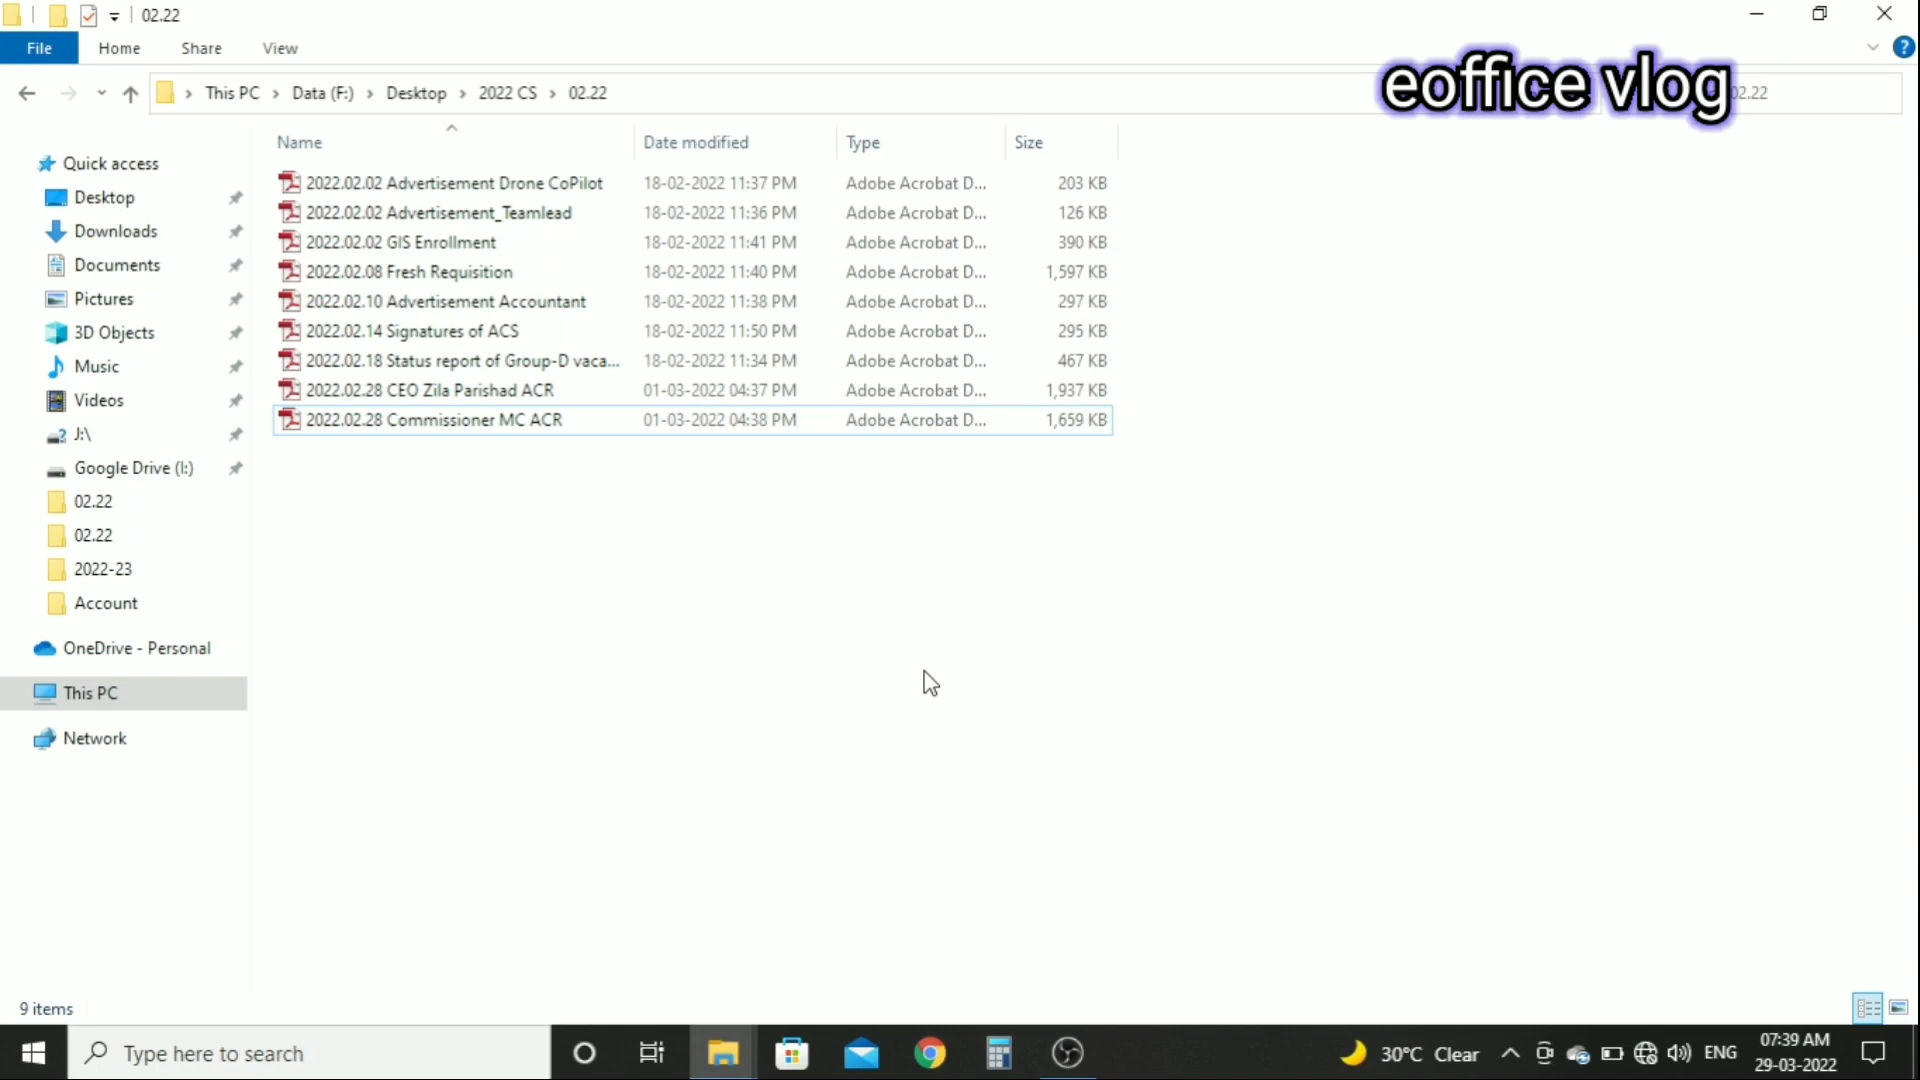 02.22
File Home Share View
eoffice vlog
This PC Data (F:) Desktop 2022 CS 02.22
02.22
Name Date modified Type Size
2022.02.02 Advertisement Drone CoPilot 18-02-2022 11:37 PM Adobe Acrobat D... 203 KB
2022.02.02 Advertisement_Teamlead 18-02-2022 11:36 PM Adobe Acrobat D... 126 KB
2022.02.02 GIS Enrollment 18-02-2022 11:41 PM Adobe Acrobat D... 390 KB
2022.02.08 Fresh Requisition 18-02-2022 11:40 PM Adobe Acrobat D... 1,597 KB
2022.02.10 Advertisement Accountant 18-02-2022 11:38 PM Adobe Acrobat D... 297 KB
2022.02.14 Signatures of ACS 18-02-2022 11:50 PM Adobe Acrobat D... 295 KB
2022.02.18 Status report of Group-D vaca... 18-02-2022 11:34 PM Adobe Acrobat D... 467 KB
2022.02.28 CEO Zila Parishad ACR 01-03-2022 04:37 PM Adobe Acrobat D... 1,937 KB
2022.02.28 Commissioner MC ACR 01-03-2022 04:38 PM Adobe Acrobat D... 1,659 KB
Quick access
Desktop
Downloads
Documents
Pictures
3D Objects
Music
Videos
J:\
Google Drive (I:)
02.22
02.22
2022-23
Account
OneDrive - Personal
This PC
Network
9 items
Type here to search
30°C Clear
ENG
07:39 AM
29-03-2022